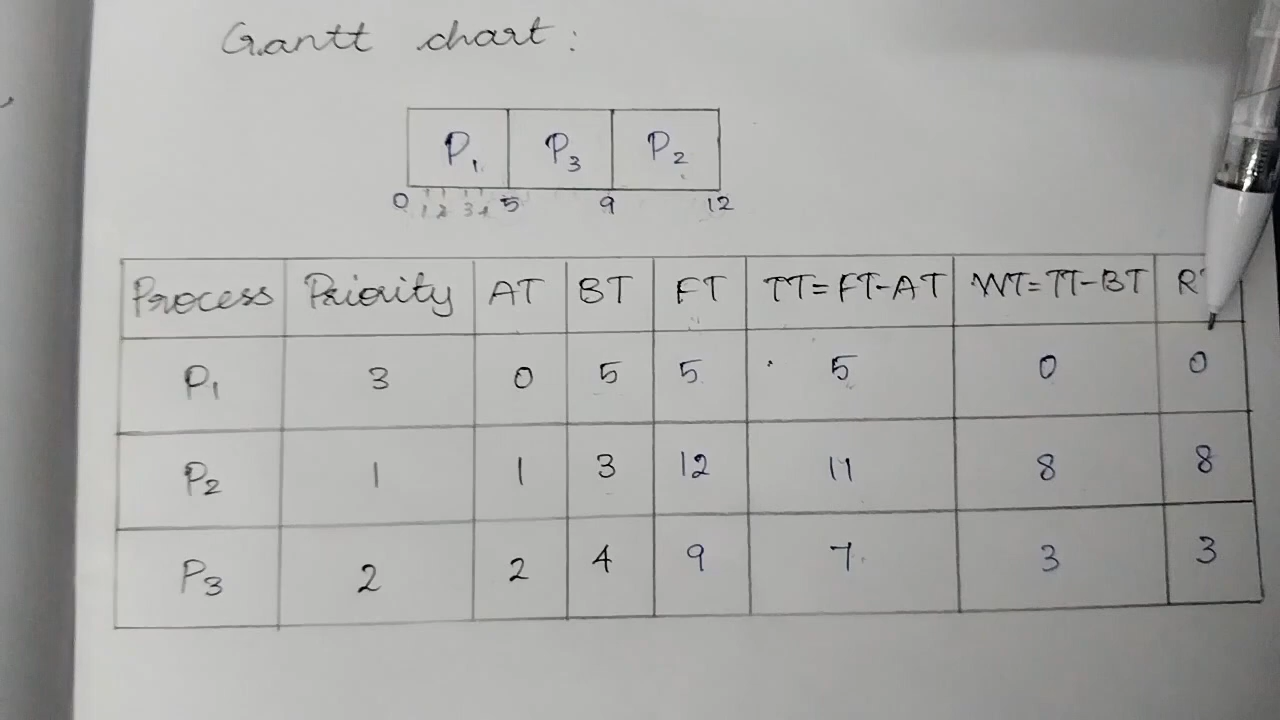 Gantt chart :
P1 P3 P2
0 1 2 3 4 5 9 12
Process Priority AT BT FT TT=FT-AT WT=TT-BT
P1 3 0 5 5 5 0 0
P2 1 1 3 12 11 8 8
P3 2 2 4 9 7 3 3